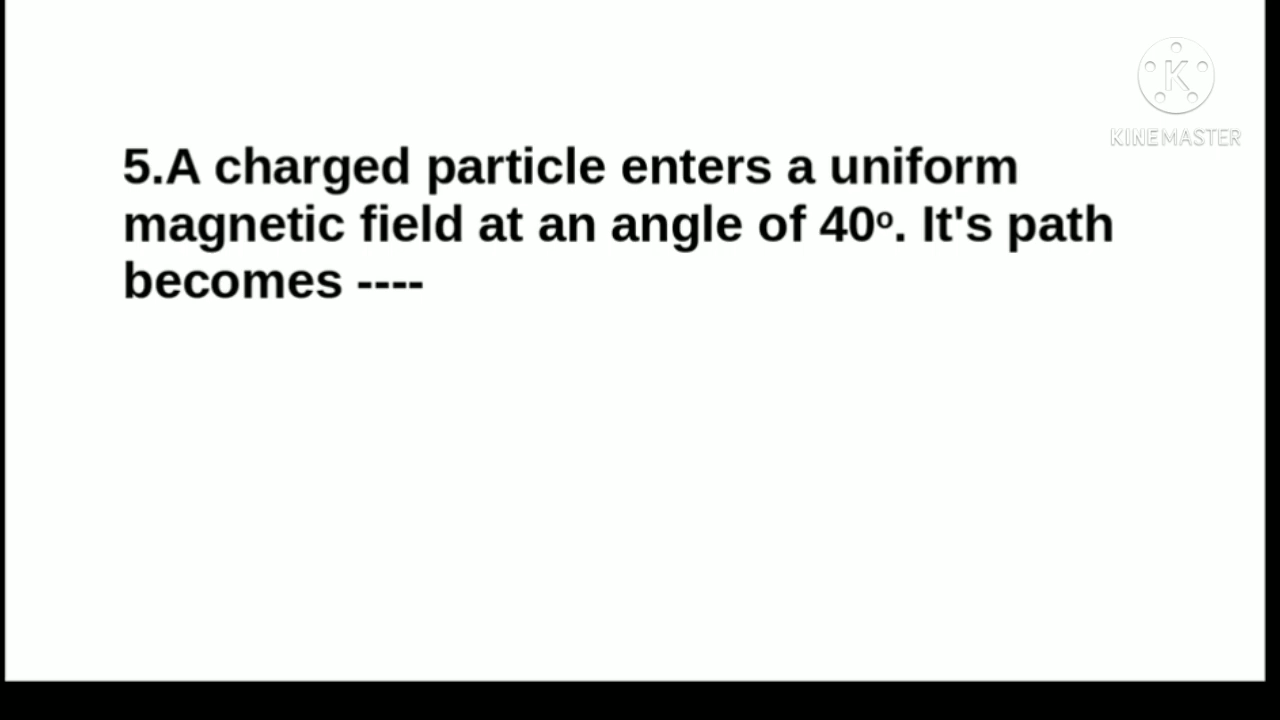 K
KINEMASTER
5.A charged particle enters a uniform
magnetic field at an angle of 40º. It's path
becomes ----